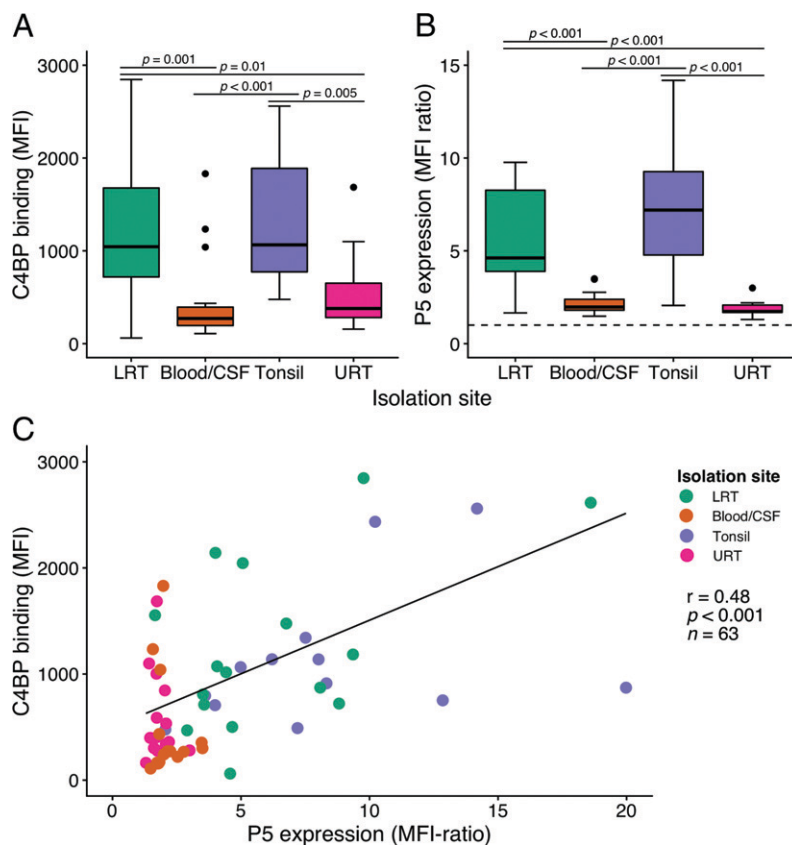 A
p = 0.001
p = 0.01
p < 0.001
p = 0.005
3000
2000
1000
0
C4BP binding (MFI)
LRT Blood/CSF Tonsil URT
B
p < 0.001
p < 0.001
p < 0.001
p < 0.001
15
10
5
0
P5 expression (MFI ratio)
LRT Blood/CSF Tonsil URT
Isolation site
C
3000
2000
1000
0
C4BP binding (MFI)
0 5 10 15 20
P5 expression (MFI-ratio)
Isolation site
LRT
Blood/CSF
Tonsil
URT
r = 0.48
p < 0.001
n = 63